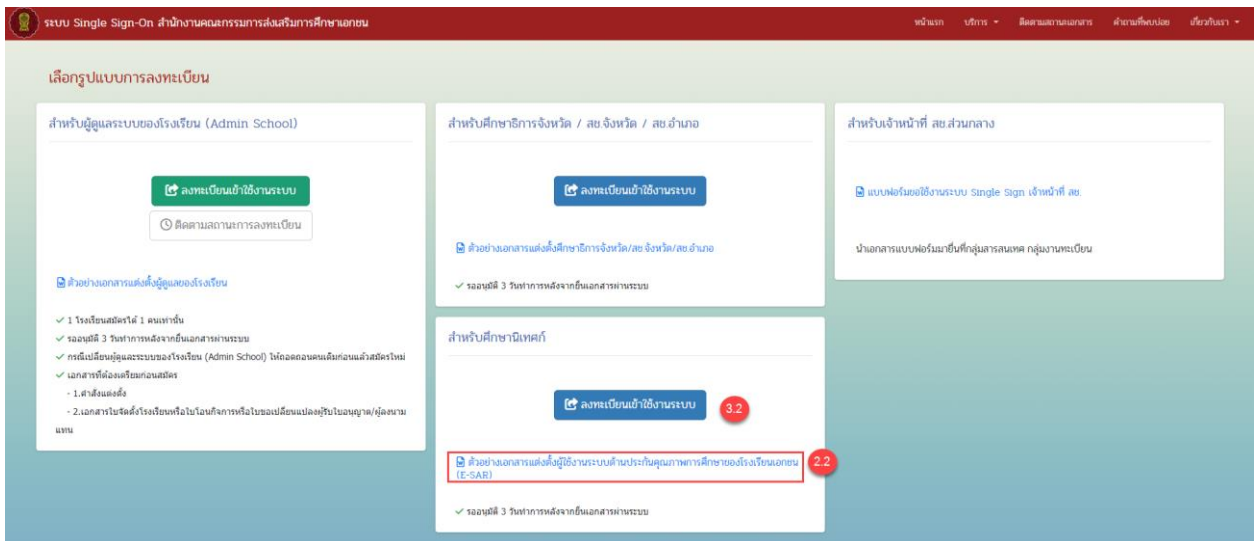 ระบบ Single Sign-On สำนักงานคณะกรรมการส่งเสริมการศึกษาเอกชน
หน้าแรก บริการ ติดตามสถานะเอกสาร คำถามที่พบบ่อย เกี่ยวกับเรา
เลือกรูปแบบการลงทะเบียน
สำหรับผู้ดูแลระบบของโรงเรียน (Admin School)
ลงทะเบียนเข้าใช้งานระบบ
ติดตามสถานะการลงทะเบียน
ตัวอย่างเอกสารแต่งตั้งผู้ดูแลของโรงเรียน
1 โรงเรียนสมัครได้ 1 คนเท่านั้น
รออนุมัติ 3 วันทำการหลังจากยื่นเอกสารผ่านระบบ
กรณีเปลี่ยนผู้ดูแลระบบของโรงเรียน (Admin School) ให้ถอดถอนคนเดิมก่อนแล้วสมัครใหม่
เอกสารที่ต้องเตรียมก่อนสมัคร
- 1.คำสั่งแต่งตั้ง
- 2.เอกสารใบจัดตั้งโรงเรียนหรือใบโอนกิจการหรือใบขอเปลี่ยนแปลงผู้รับใบอนุญาต/ผู้ลงนาม
แทน
สำหรับศึกษาธิการจังหวัด / สช.จังหวัด / สช.อำเภอ
ลงทะเบียนเข้าใช้งานระบบ
ตัวอย่างเอกสารแต่งตั้งศึกษาธิการจังหวัด/สช.จังหวัด/สช.อำเภอ
รออนุมัติ 3 วันทำการหลังจากยื่นเอกสารผ่านระบบ
สำหรับศึกษานิเทศก์
ลงทะเบียนเข้าใช้งานระบบ
3.2
ตัวอย่างเอกสารแต่งตั้งผู้ใช้งานระบบด้านประกันคุณภาพการศึกษาของโรงเรียนเอกชน
(E-SAR)
2.2
รออนุมัติ 3 วันทำการหลังจากยื่นเอกสารผ่านระบบ
สำหรับเจ้าหน้าที่ สช.ส่วนกลาง
แบบฟอร์มขอใช้งานระบบ Single Sign เจ้าหน้าที่ สช.
นำเอกสารแบบฟอร์มมายื่นที่กลุ่มสารสนเทศ กลุ่มงานทะเบียน